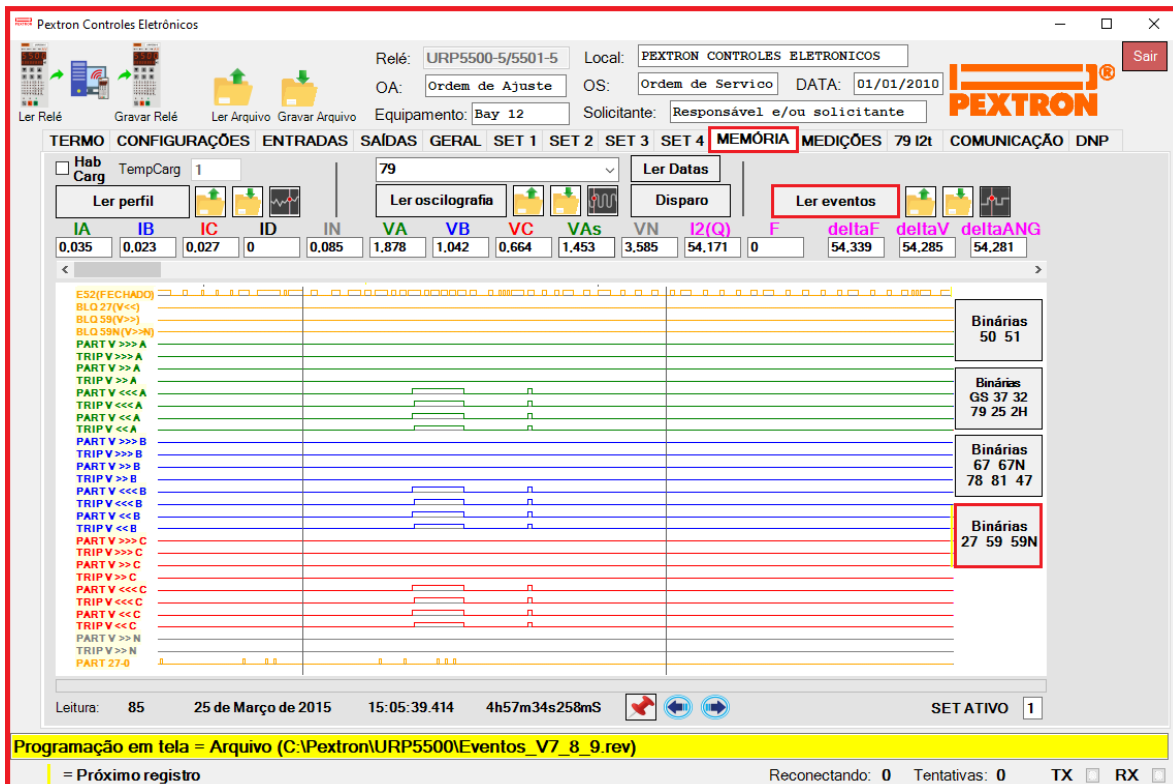 Pextron Controles Eletrônicos
Relé: URP5500-5/5501-5 Local: PEXTRON CONTROLES ELETRONICOS Sair
OA: Ordem de Ajuste OS: Ordem de Servico DATA: 01/01/2010
PEXTRON®
Ler Relé Gravar Relé Ler Arquivo Gravar Arquivo Equipamento: Bay 12 Solicitante: Responsável e/ou solicitante
TERMO CONFIGURAÇÕES ENTRADAS SAÍDAS GERAL SET 1 SET 2 SET 3 SET 4 MEMÓRIA MEDIÇÕES 79 I2t COMUNICAÇÃO DNP
Hab Carg TempCarg 1 79 Ler Datas
Ler perfil Ler oscilografia Disparo Ler eventos
IA IB IC ID IN VA VB VC VAs VN I2(Q) F deltaF deltaV deltaANG
0,035 0,023 0,027 0 0,085 1,878 1,042 0,664 1,453 3,585 54,171 0 54,339 54,285 54,281
E52(FECHADO)
BLQ 27(V<<)
BLQ 59(V>>)
BLQ 59N(V>>N)
PART V >>> A
TRIP V >>> A
PART V >> A
TRIP V >> A
PART V <<< A
TRIP V <<< A
PART V << A
TRIP V << A
PART V >>> B
TRIP V >>> B
PART V >> B
TRIP V >> B
PART V <<< B
TRIP V <<< B
PART V << B
TRIP V << B
PART V >>> C
TRIP V >>> C
PART V >> C
TRIP V >> C
PART V <<< C
TRIP V <<< C
PART V << C
TRIP V << C
PART V >> N
TRIP V >> N
PART 27-0
Binárias
50 51
Binárias
GS 37 32
79 25 2H
Binárias
67 67N
78 81 47
Binárias
27 59 59N
Leitura: 85 25 de Março de 2015 15:05:39.414 4h57m34s258mS SET ATIVO 1
Programação em tela = Arquivo (C:\Pextron\URP5500\Eventos_V7_8_9.rev)
= Próximo registro Reconectando: 0 Tentativas: 0 TX RX